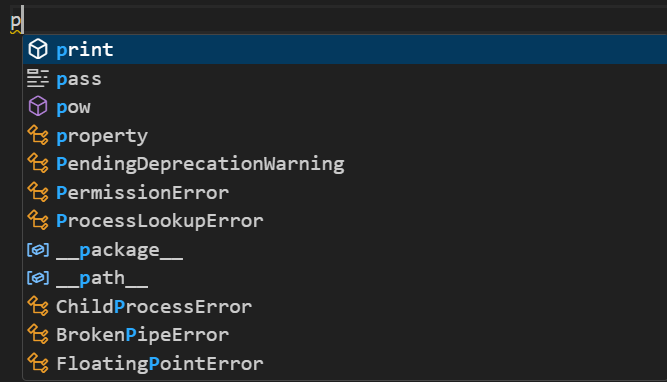 p
print
pass
pow
property
PendingDeprecationWarning
PermissionError
ProcessLookupError
__package__
__path__
ChildProcessError
BrokenPipeError
FloatingPointError